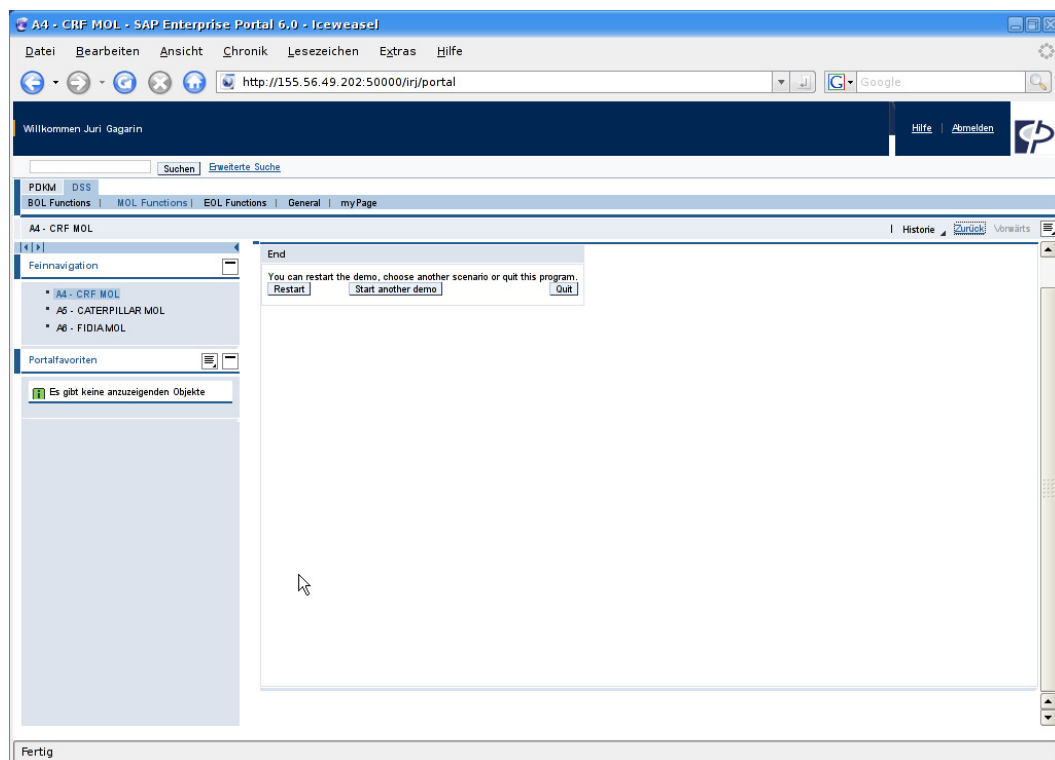 A4 - CRF MOL - SAP Enterprise Portal 6.0 - Iceweasel
Datei Bearbeiten Ansicht Chronik Lesezeichen Extras Hilfe
http://155.56.49.202:50000/irj/portal
G Google
Willkommen Juri Gagarin
Hilfe | Abmelden
Suchen Erweiterte Suche
PDKM DSS
BOL Functions | MOL Functions | EOL Functions | General | myPage
A4 - CRF MOL
| Historie Zurück Vorwärts
Feinnavigation
A4 - CRF MOL
A5 - CATERPILLAR MOL
A6 - FIDIA MOL
Portalfavoriten
Es gibt keine anzuzeigenden Objekte
End
You can restart the demo, choose another scenario or quit this program.
Restart Start another demo Quit
Fertig